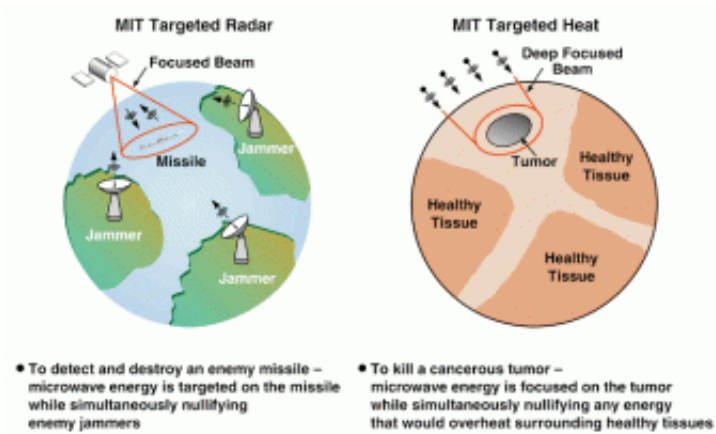 MIT Targeted Radar
Focused Beam
Missile
Jammer
Jammer
Jammer
• To detect and destroy an enemy missile –
microwave energy is targeted on the missile
while simultaneously nullifying
enemy jammers
MIT Targeted Heat
Deep Focused
Beam
Tumor
Healthy
Tissue
Healthy
Tissue
Healthy
Tissue
• To kill a cancerous tumor –
microwave energy is focused on the tumor
while simultaneously nullifying any energy
that would overheat surrounding healthy tissues